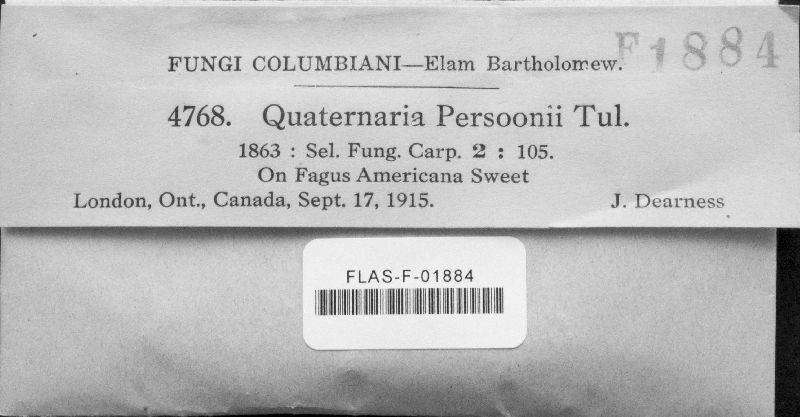 F1884
FUNGI COLUMBIANI—Elam Bartholomew.
4768. Quaternaria Persoonii Tul.
1863 : Sel. Fung. Carp. 2 : 105.
On Fagus Americana Sweet
London, Ont., Canada, Sept. 17, 1915. J. Dearness
FLAS-F-01884